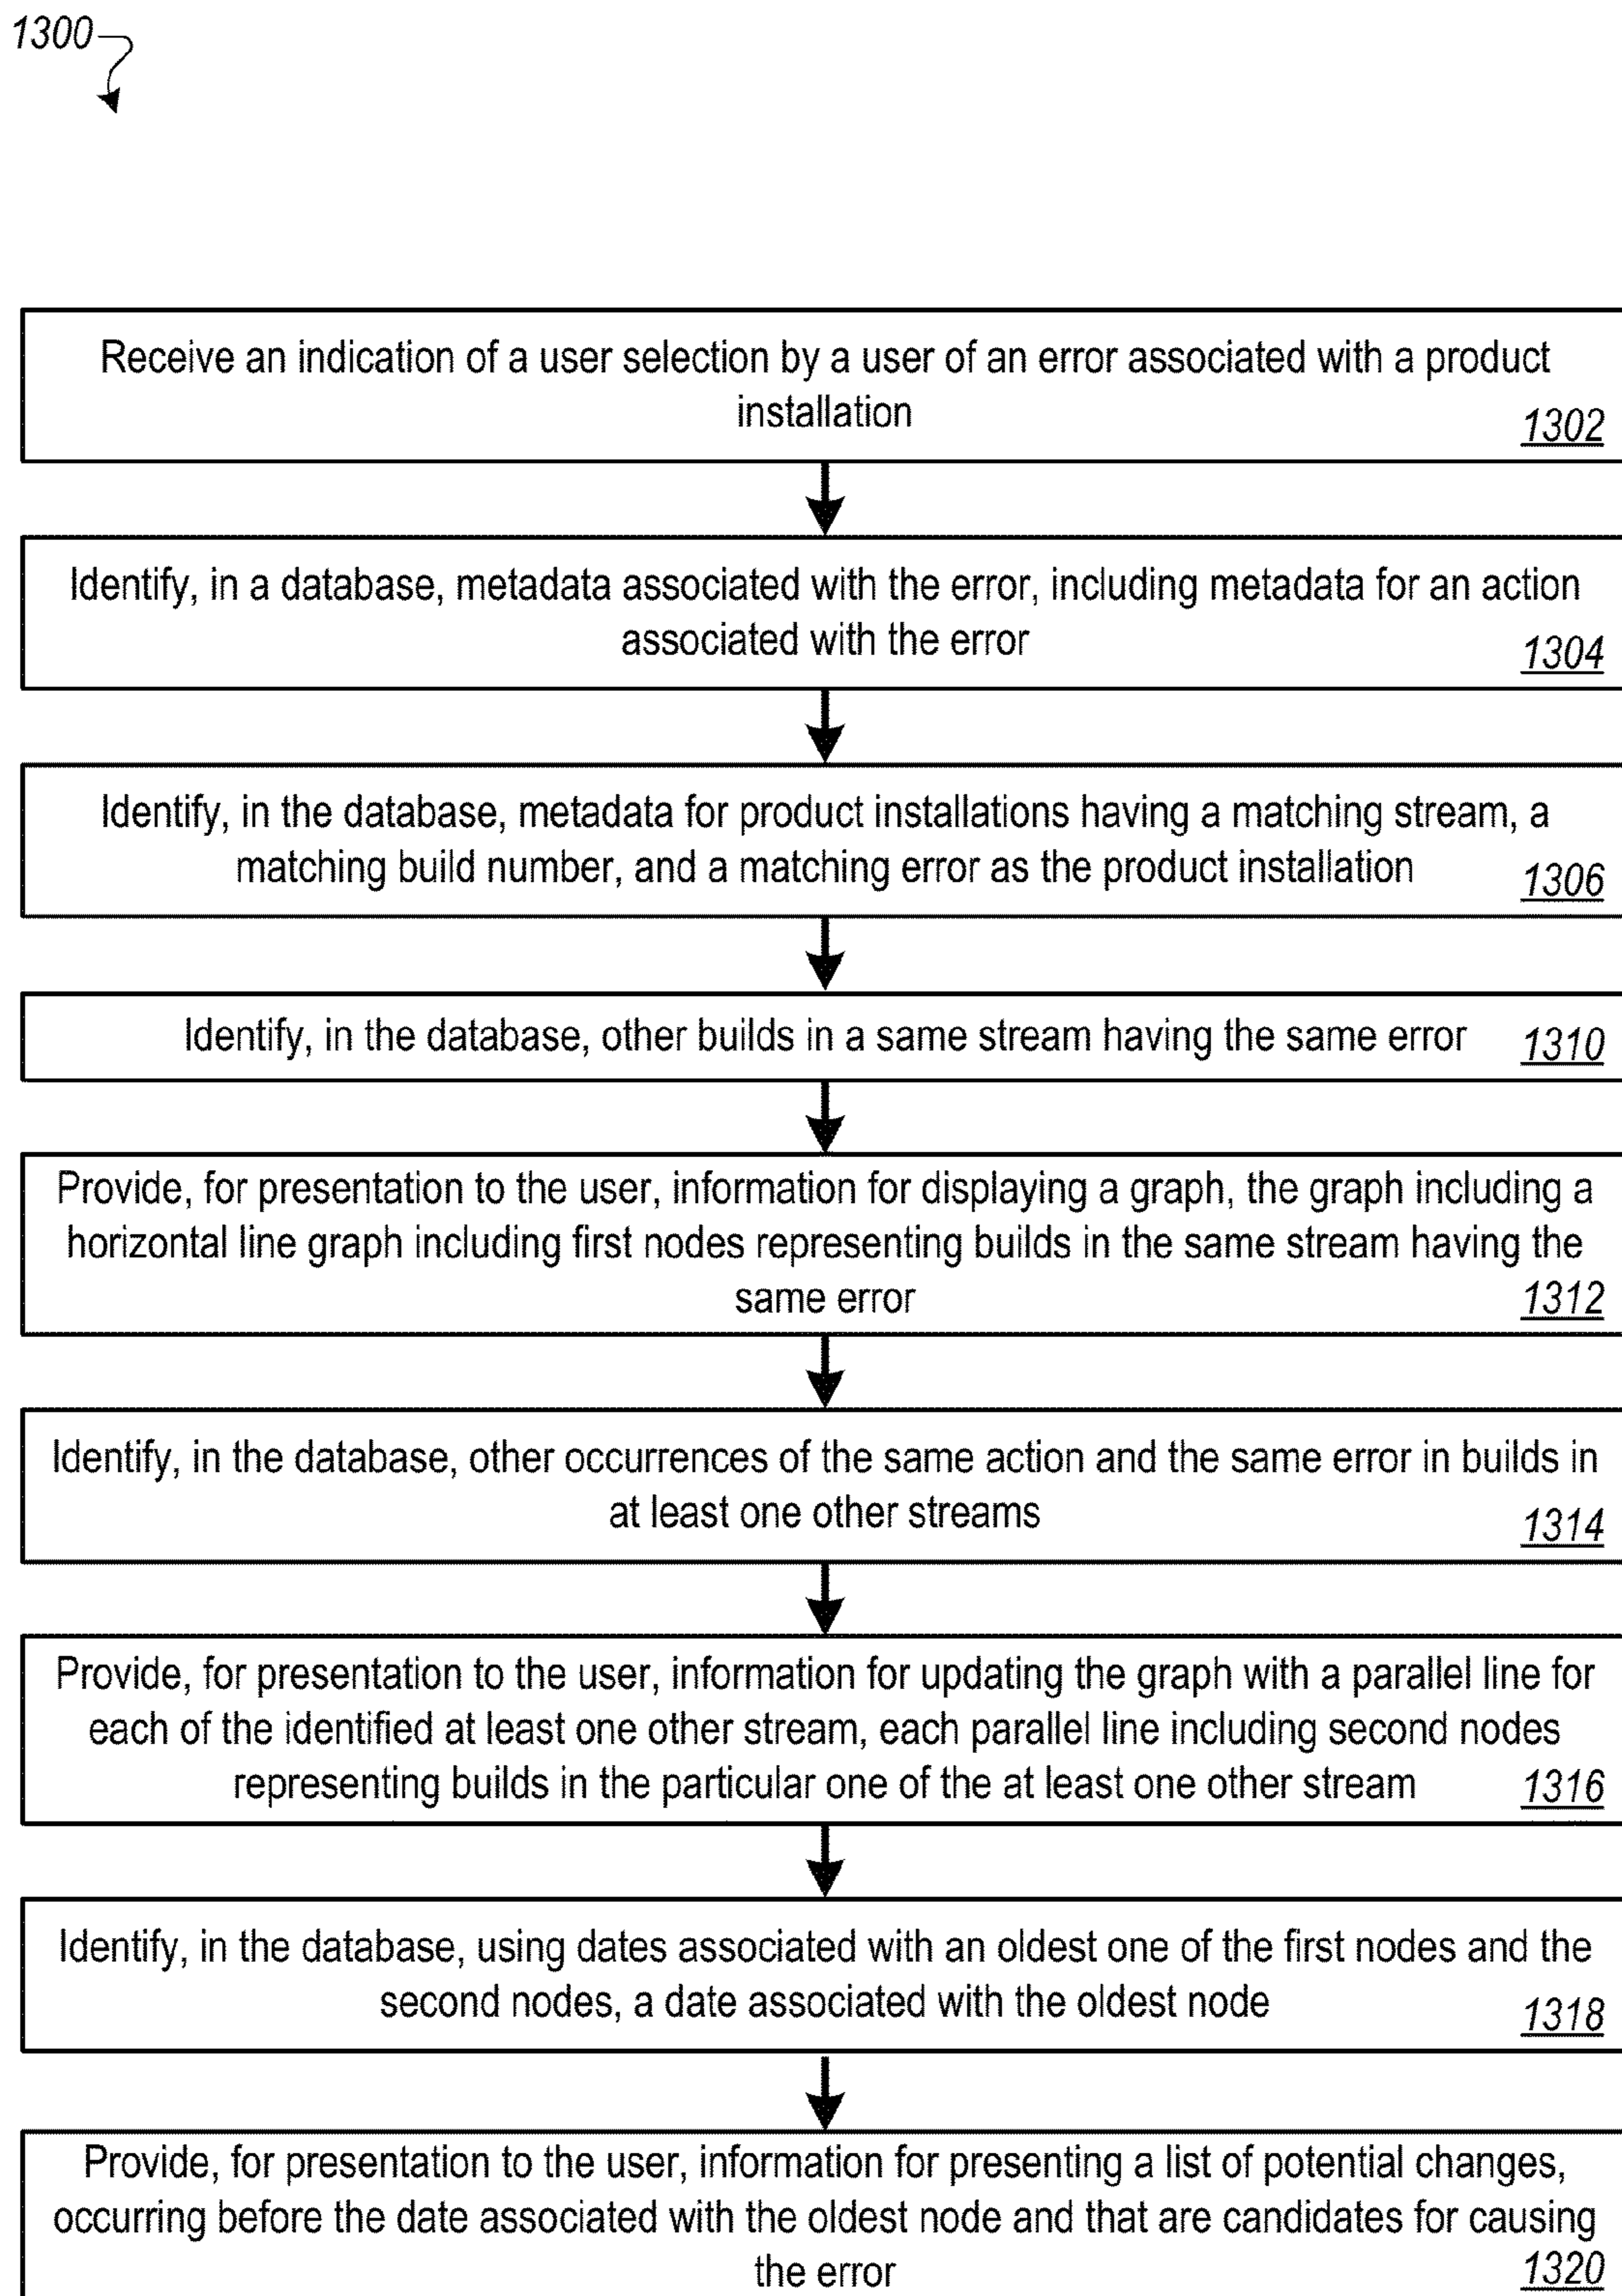 1300
Receive an indication of a user selection by a user of an error associated with a product
installation
1302
Identify, in a database, metadata associated with the error, including metadata for an action
associated with the error
1304
Identify, in the database, metadata for product installations having a matching stream, a
matching build number, and a matching error as the product installation
1306
Identify, in the database, other builds in a same stream having the same error
1310
Provide, for presentation to the user, information for displaying a graph, the graph including a
horizontal line graph including first nodes representing builds in the same stream having the
same error
1312
Identify, in the database, other occurrences of the same action and the same error in builds in
at least one other streams
1314
Provide, for presentation to the user, information for updating the graph with a parallel line for
each of the identified at least one other stream, each parallel line including second nodes
representing builds in the particular one of the at least one other stream
1316
Identify, in the database, using dates associated with an oldest one of the first nodes and the
second nodes, a date associated with the oldest node
1318
Provide, for presentation to the user, information for presenting a list of potential changes,
occurring before the date associated with the oldest node and that are candidates for causing
the error
1320